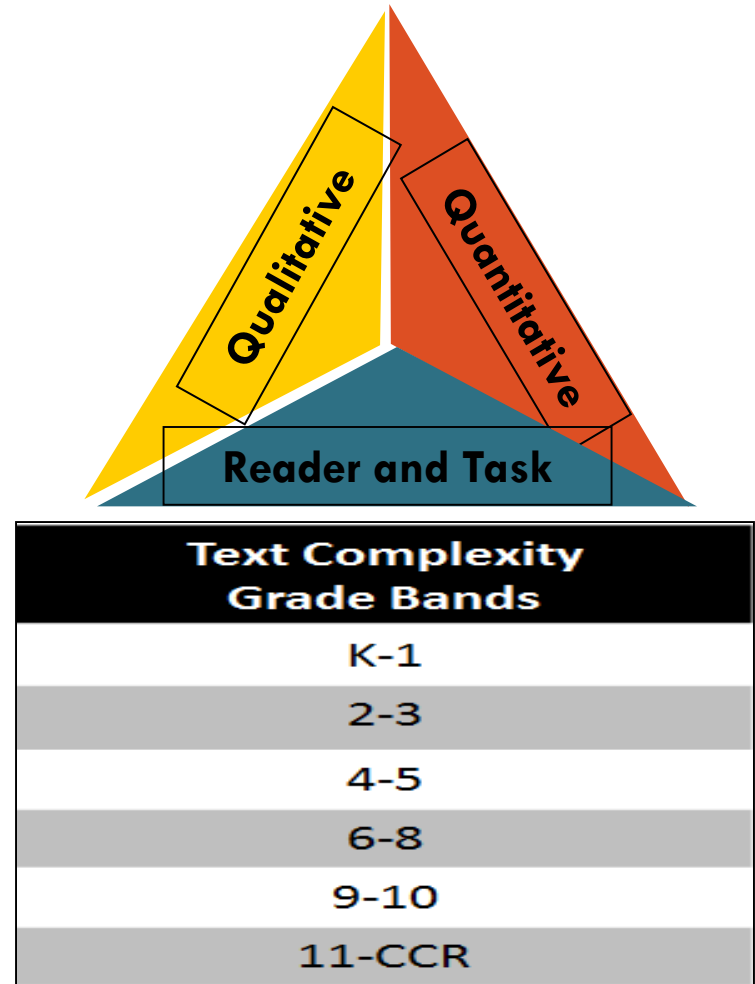 Qualitative
Quantitative
Reader and Task
Text Complexity
Grade Bands
K-1
2-3
4-5
6-8
9-10
11-CCR